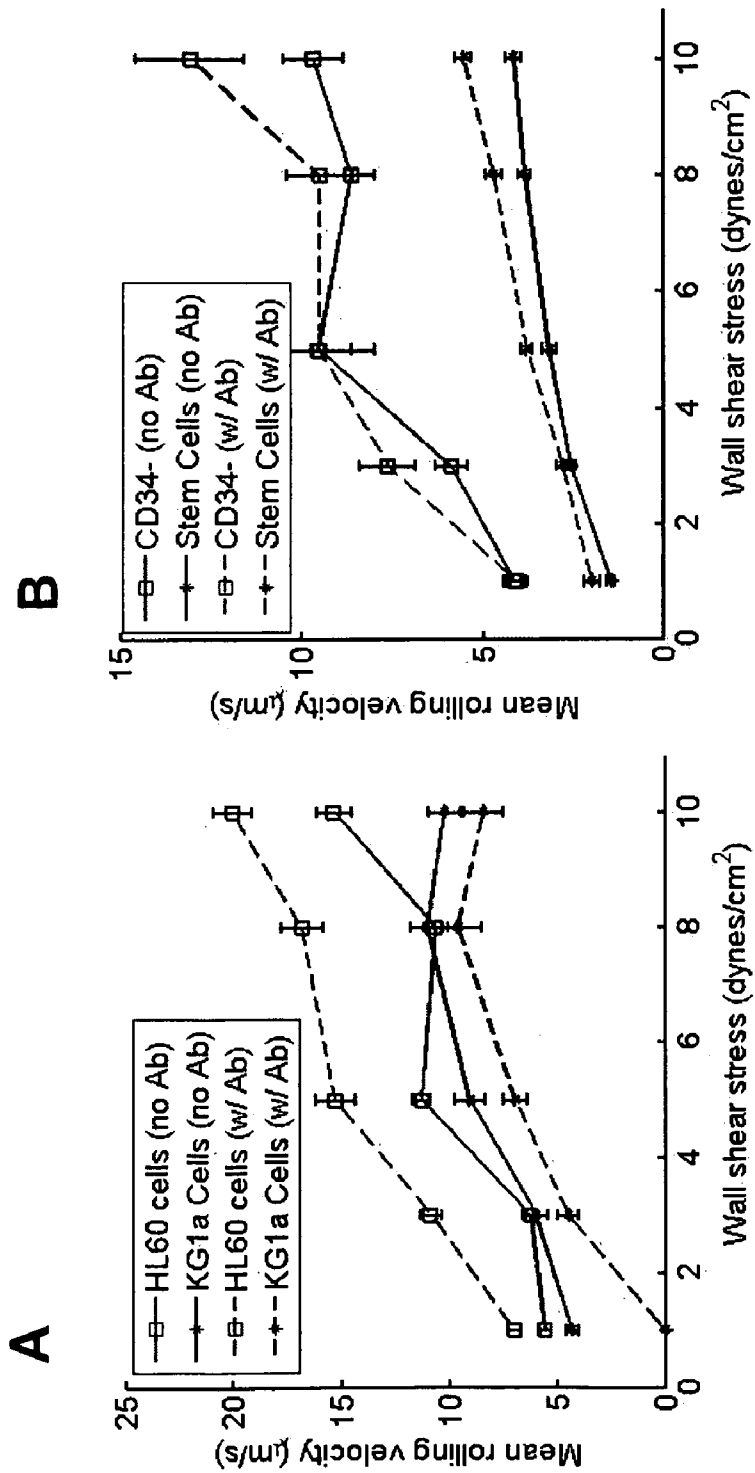 A
25
20
15
10
5
0
Mean rolling velocity (μm/s)
HL60 cells (no Ab)
KG1a Cells (no Ab)
HL60 cells (w/ Ab)
KG1a Cells (w/ Ab)
0 2 4 6 8 10
Wall shear stress (dynes/cm²)
B
15
10
5
0
Mean rolling velocity (μm/s)
CD34- (no Ab)
Stem Cells (no Ab)
CD34- (w/ Ab)
Stem Cells (w/ Ab)
0 2 4 6 8 10
Wall shear stress (dynes/cm²)